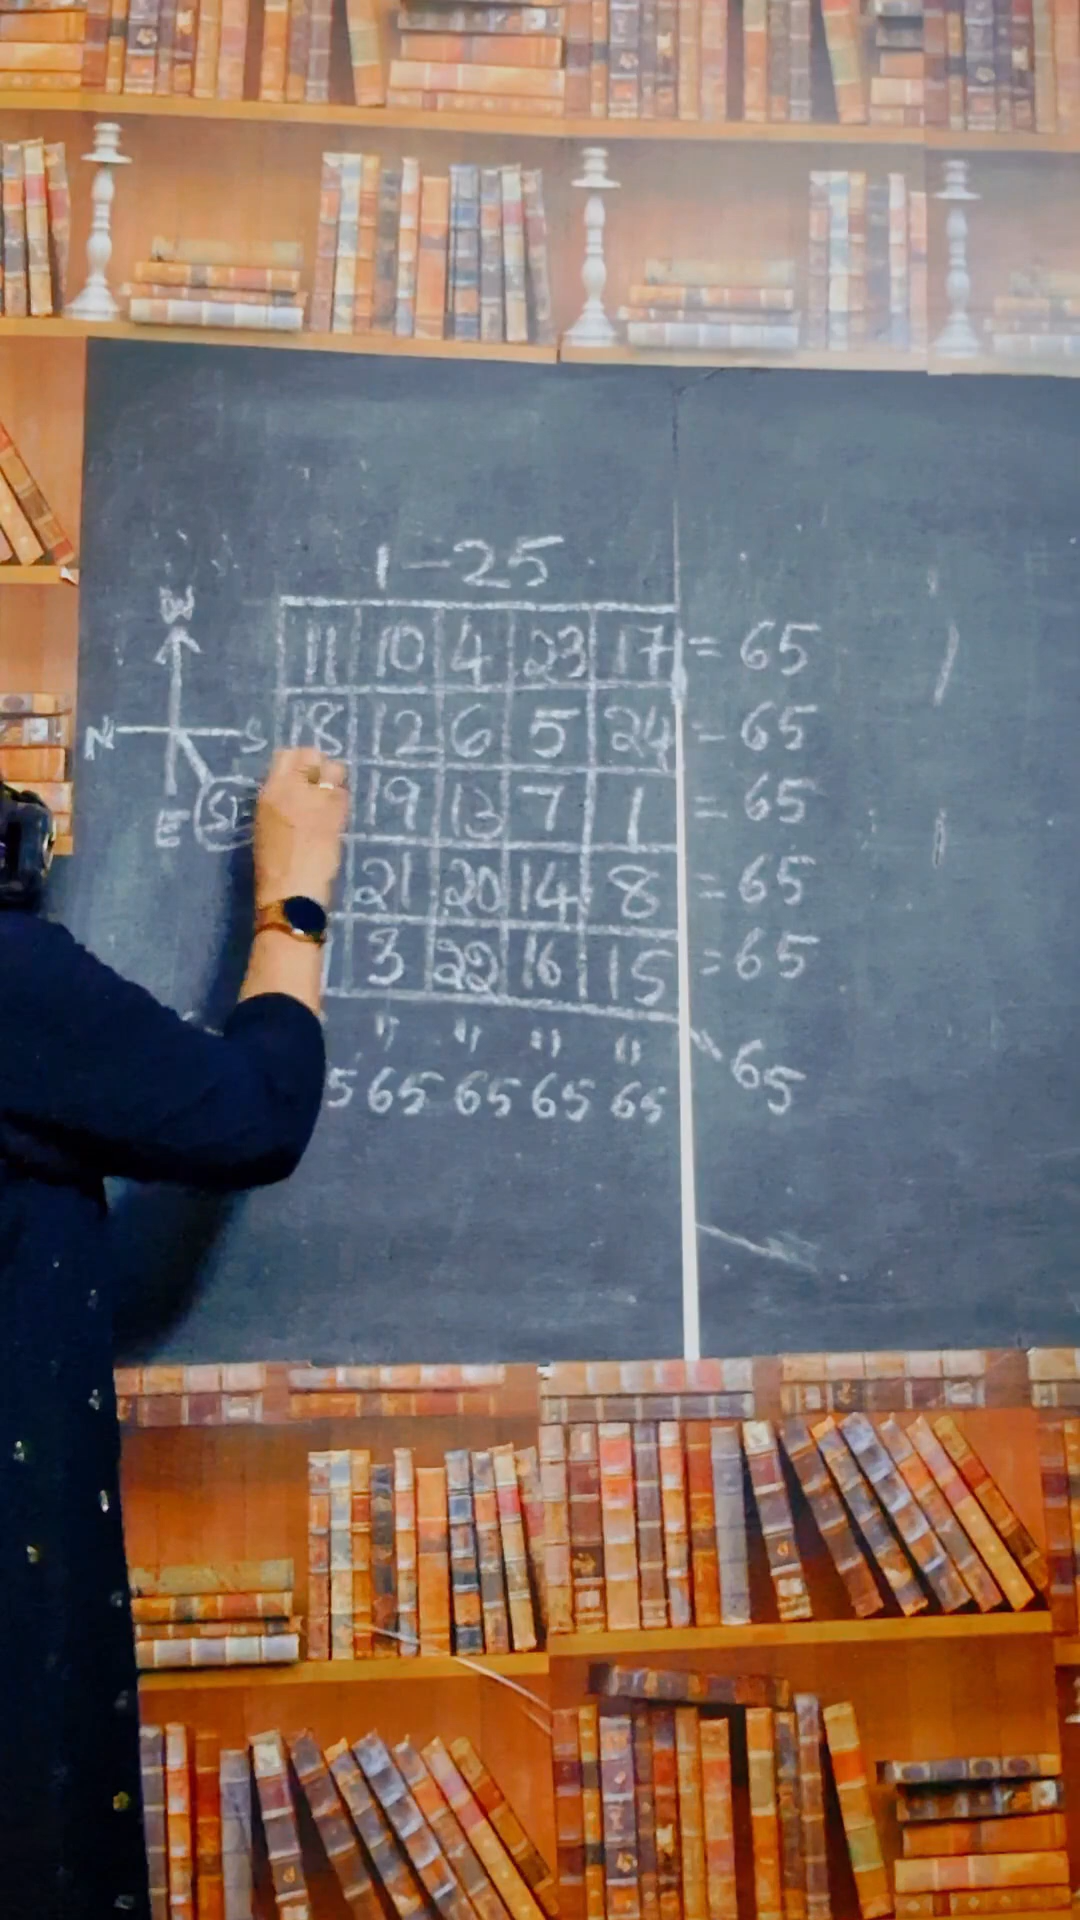 1-25
W
11 10 4 23 17 = 65
18 12 6 5 24 = 65
N S
19 13 7 1 = 65
E
21 20 14 8 = 65
3 22 16 15 = 65
" " " "
5 65 65 65 65 65